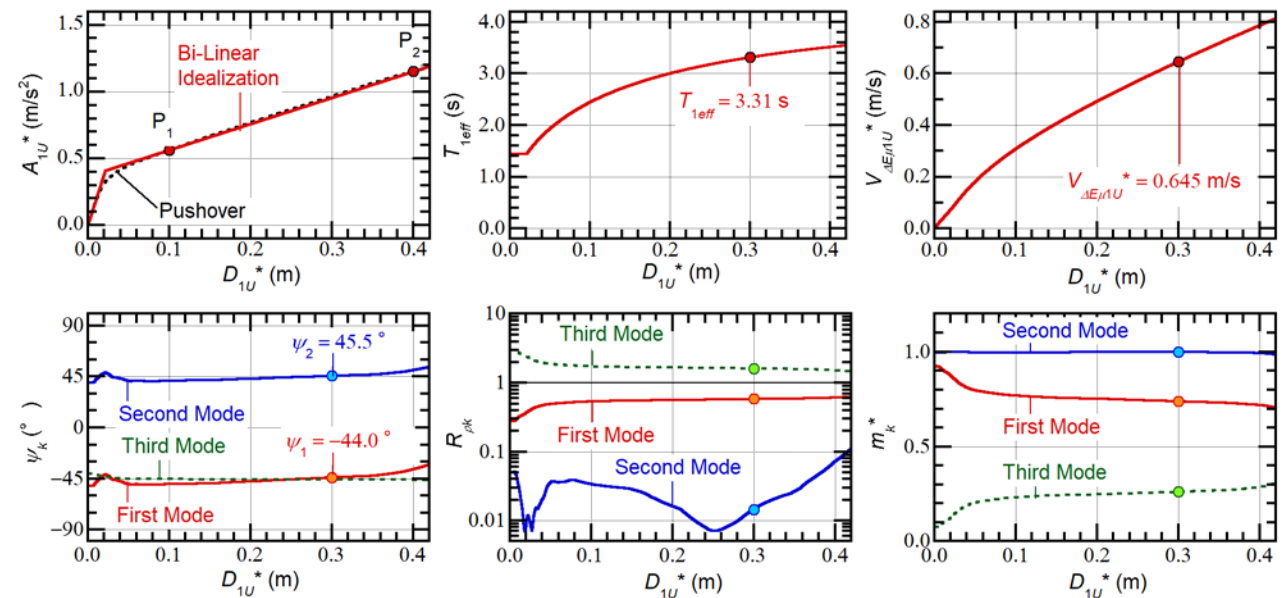 A1U* (m/s²)
1.5
1.0
0.5
0.0
Bi-Linear
Idealization
P1
P2
Pushover
0.0 0.1 0.2 0.3 0.4
D1U* (m)
T1eff (s)
6.0
4.5
3.0
1.5
0.0
T1eff = 3.31 s
0.0 0.1 0.2 0.3 0.4
D1U* (m)
VΔEμ1U* (m/s)
0.8
0.6
0.4
0.2
0.0
VΔEμ1U* = 0.645 m/s
0.0 0.1 0.2 0.3 0.4
D1U* (m)
ψk (°)
90
45
0
−45
−90
ψ2 = 45.5 °
Second Mode
Third Mode
ψ1 = −44.0 °
First Mode
0.0 0.1 0.2 0.3 0.4
D1U* (m)
Rρk
10
1
0.1
0.01
Third Mode
First Mode
Second Mode
0.0 0.1 0.2 0.3 0.4
D1U* (m)
mk*
1.0
0.5
0.0
Second Mode
First Mode
Third Mode
0.0 0.1 0.2 0.3 0.4
D1U* (m)